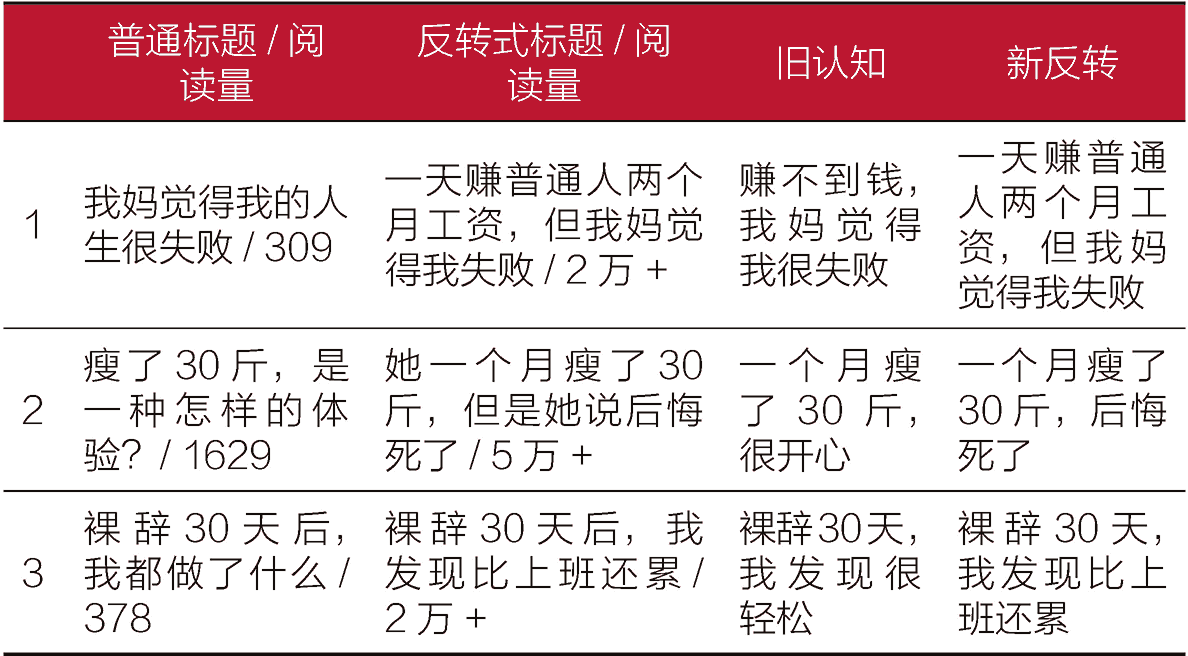 普通标题 / 阅
读量
反转式标题 / 阅
读量
旧认知
新反转
1
我妈觉得我的人
生很失败 / 309
一天赚普通人两个
月工资，但我妈觉
得我失败 / 2 万 +
赚不到钱，
我妈觉得
我很失败
一天赚普通
人两个月工
资，但我妈
觉得我失败
2
瘦了 30 斤，是
一种怎样的体
验？/ 1629
她一个月瘦了 30
斤，但是她说后悔
死了 / 5 万 +
一个月瘦
了 30 斤，
很开心
一个月瘦了
30 斤，后悔
死了
3
裸辞 30 天后，
我都做了什么 /
378
裸辞 30 天后，我
发现比上班还累 /
2 万 +
裸辞30天，
我发现很
轻松
裸辞 30 天，
我发现比上
班还累